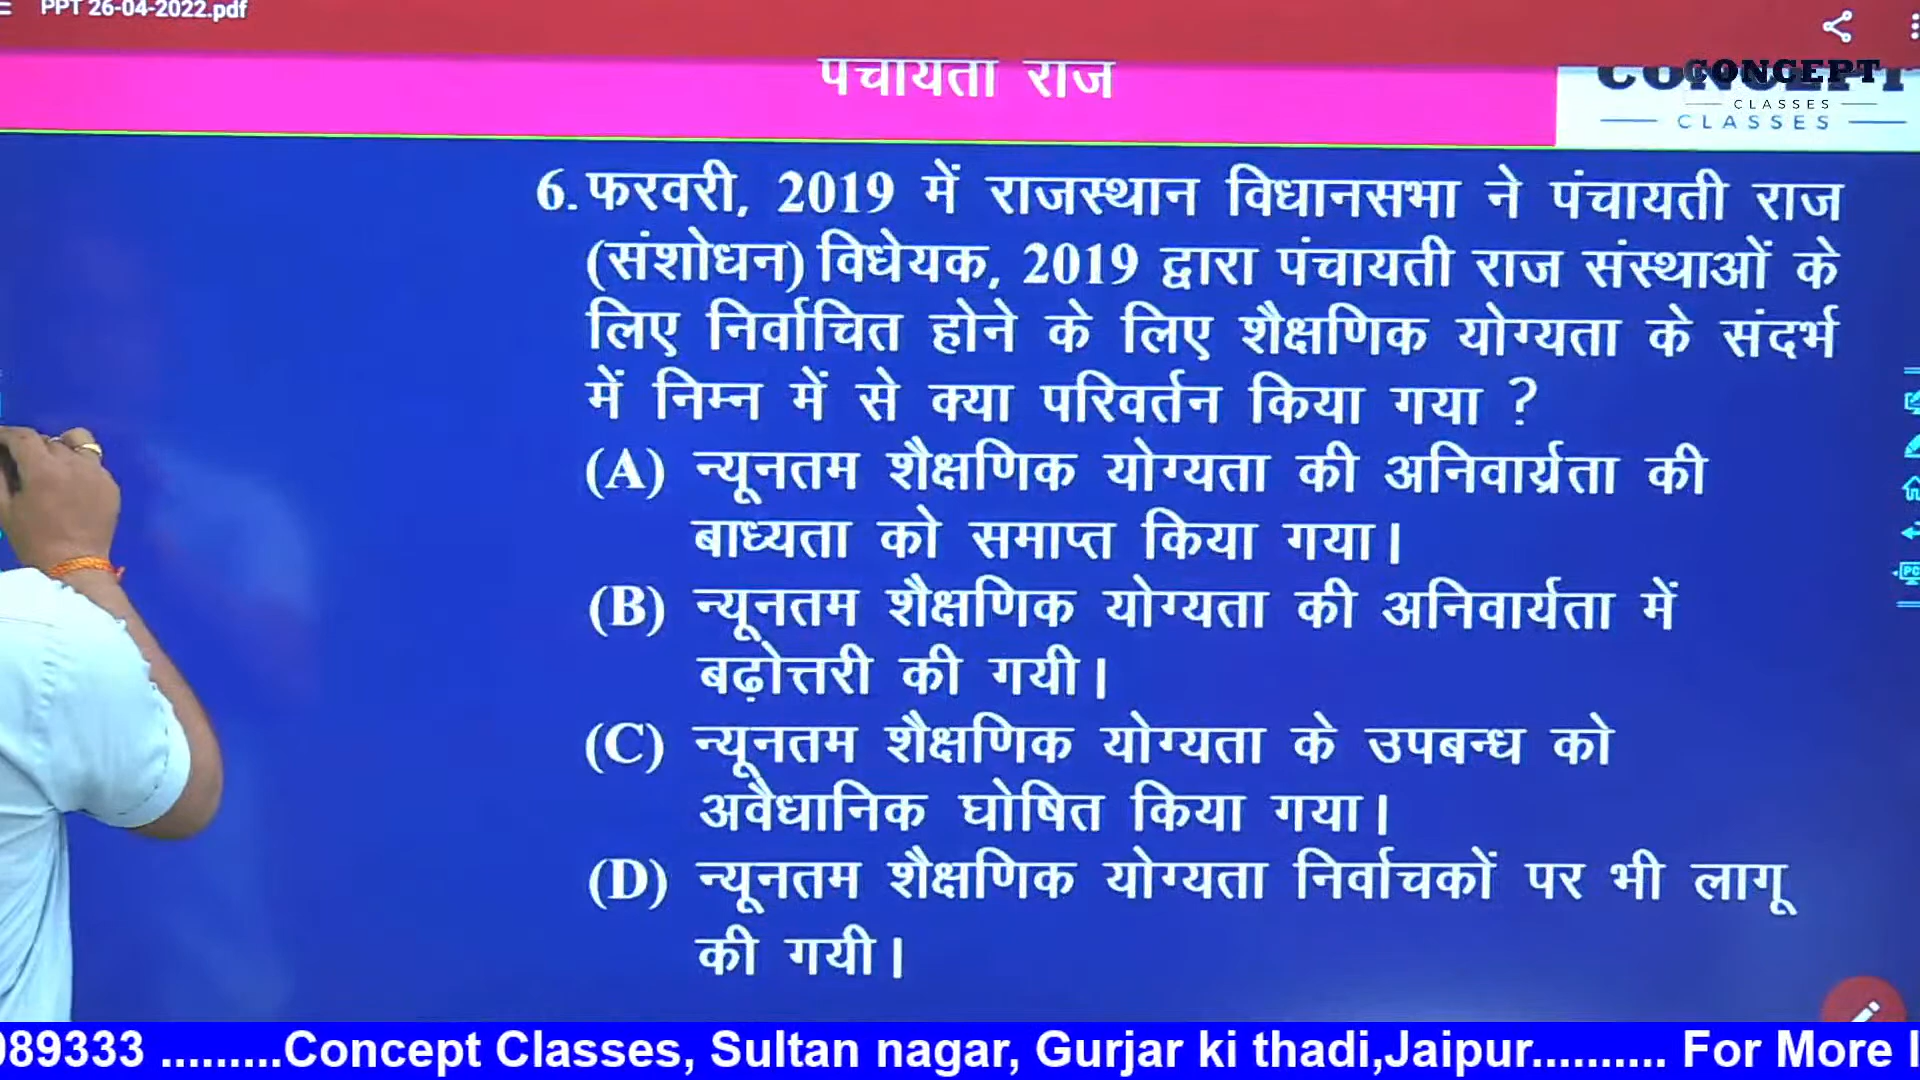 PPT 26-04-2022.pdf
पंचायती राज
CONCEPT
CLASSES
CLASSES
6. फरवरी, 2019 में राजस्थान विधानसभा ने पंचायती राज
(संशोधन) विधेयक, 2019 द्वारा पंचायती राज संस्थाओं के
लिए निर्वाचित होने के लिए शैक्षणिक योग्यता के संदर्भ
में निम्न में से क्या परिवर्तन किया गया ?
(A) न्यूनतम शैक्षणिक योग्यता की अनिवार्य्रता की
बाध्यता को समाप्त किया गया।
(B) न्यूनतम शैक्षणिक योग्यता की अनिवार्यता में
बढ़ोत्तरी की गयी।
(C) न्यूनतम शैक्षणिक योग्यता के उपबन्ध को
अवैधानिक घोषित किया गया।
(D) न्यूनतम शैक्षणिक योग्यता निर्वाचकों पर भी लागू
की गयी।
089333 .........Concept Classes, Sultan nagar, Gurjar ki thadi,Jaipur.......... For More